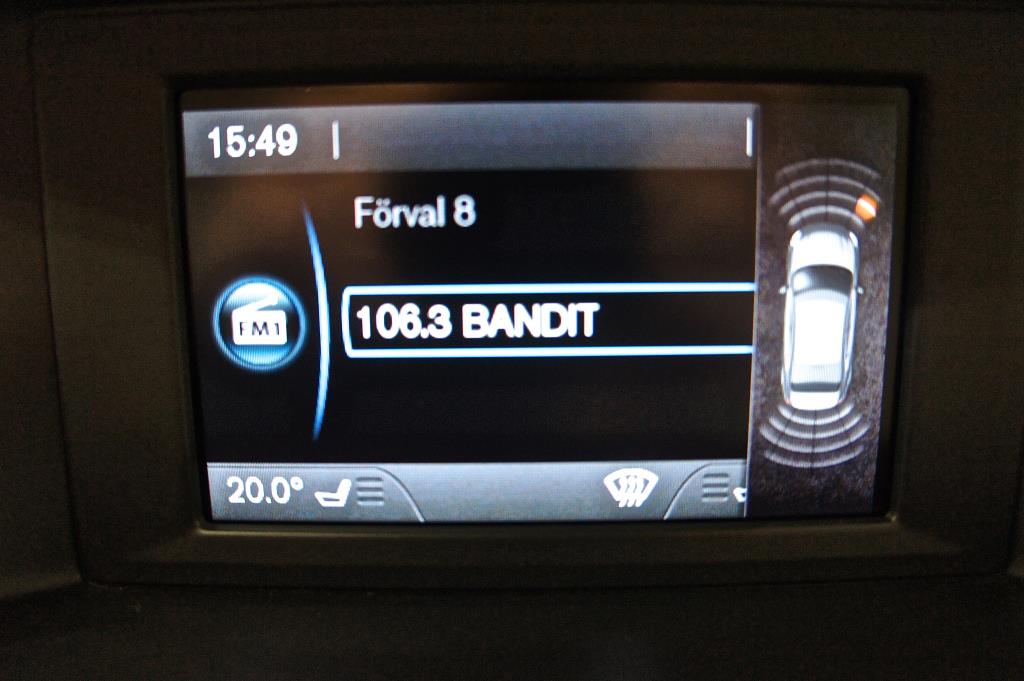 15:49
Förval 8
FM1
106.3 BANDIT
20.0°